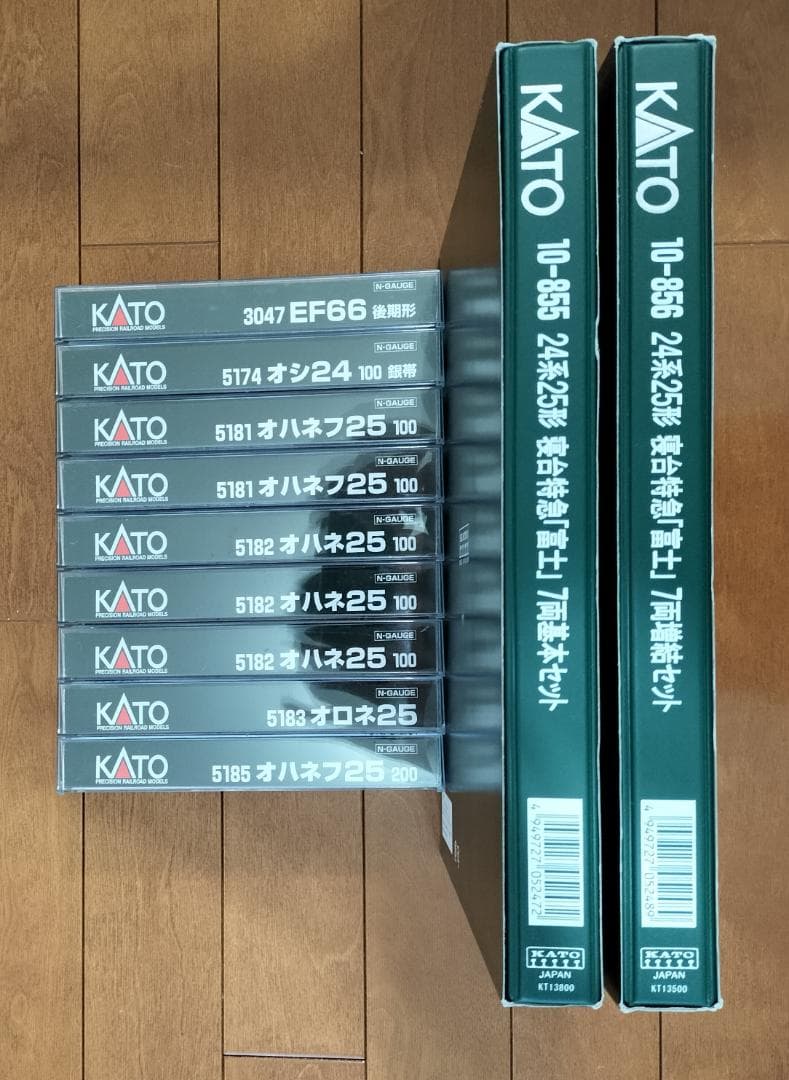 N-GAUGE
KATO
PRECISION RAILROAD MODELS
3047 EF66 後期形
N-GAUGE
KATO
PRECISION RAILROAD MODELS
5174 オシ24 100 銀帯
N-GAUGE
KATO
PRECISION RAILROAD MODELS
5181 オハネフ25 100
N-GAUGE
KATO
PRECISION RAILROAD MODELS
5181 オハネフ25 100
N-GAUGE
KATO
PRECISION RAILROAD MODELS
5182 オハネ25 100
N-GAUGE
KATO
PRECISION RAILROAD MODELS
5182 オハネ25 100
N-GAUGE
KATO
PRECISION RAILROAD MODELS
5182 オハネ25 100
N-GAUGE
KATO
PRECISION RAILROAD MODELS
5183 オロネ25
N-GAUGE
KATO
PRECISION RAILROAD MODELS
5185 オハネフ25 200
KATO 10-855 24系25形 寝台特急「富士」 7両基本セット
4 949727 052472
KATO
JAPAN
KT13800
KATO 10-856 24系25形 寝台特急「富士」 7両増結セット
4 949727 052489
KATO
JAPAN
KT13500